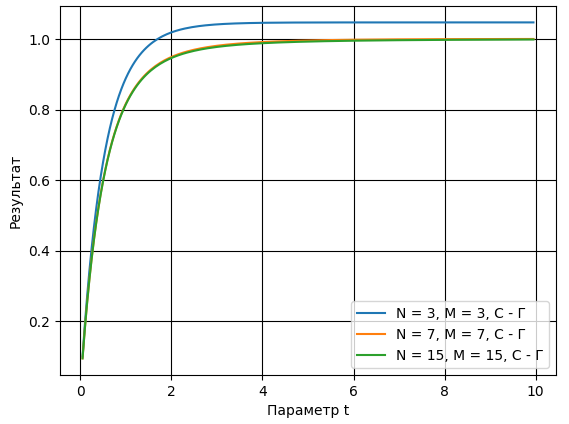 1.0
0.8
0.6
0.4
0.2
Результат
N = 3, M = 3, С - Г
N = 7, M = 7, С - Г
N = 15, M = 15, С - Г
0 2 4 6 8 10
Параметр t